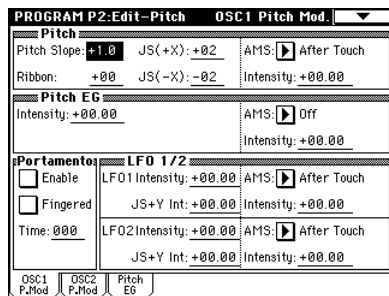 PROGRAM P2:Edit-Pitch OSC1 Pitch Mod.
Pitch
Pitch Slope: +1.0 JS(+X): +02 AMS: After Touch
Ribbon: +00 JS(-X): -02 Intensity: +00.00
Pitch EG
Intensity: +00.00 AMS: Off
Intensity: +00.00
Portamento LFO 1/2
Enable LFO1 Intensity: +00.00 AMS: After Touch
Fingered JS+Y Int: +00.00 Intensity: +00.00
Time: 000 LFO2 Intensity: +00.00 AMS: After Touch
JS+Y Int: +00.00 Intensity: +00.00
OSC1 P.Mod OSC2 P.Mod Pitch EG